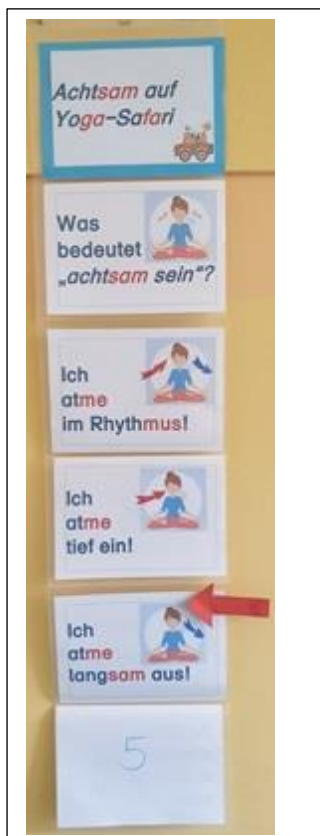 Achtsam auf
Yoga-Safari
Was
bedeutet
„achtsam sein“?
Ich
atme
im Rhythmus!
Ich
atme
tief ein!
Ich
atme
langsam aus!
5